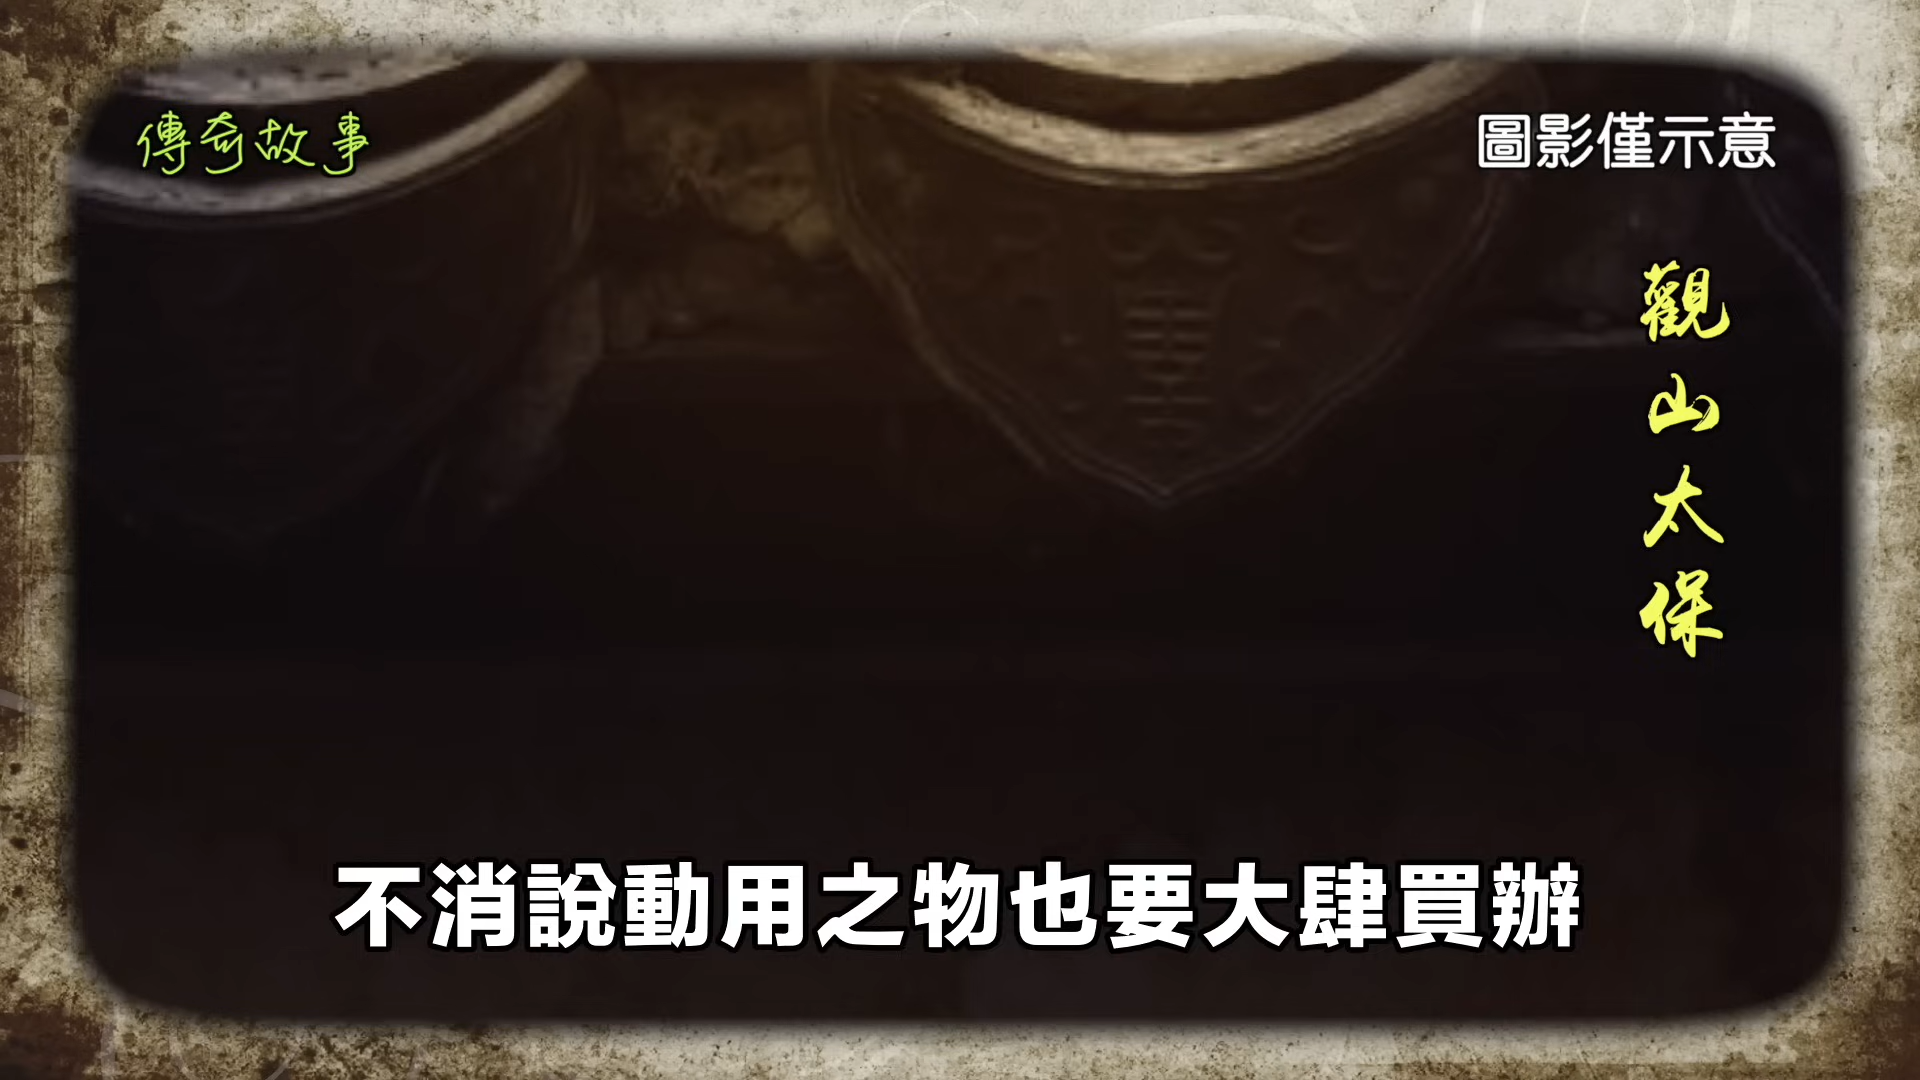 傳奇故事
圖影僅示意
觀山太保
不消說動用之物也要大肆買辦